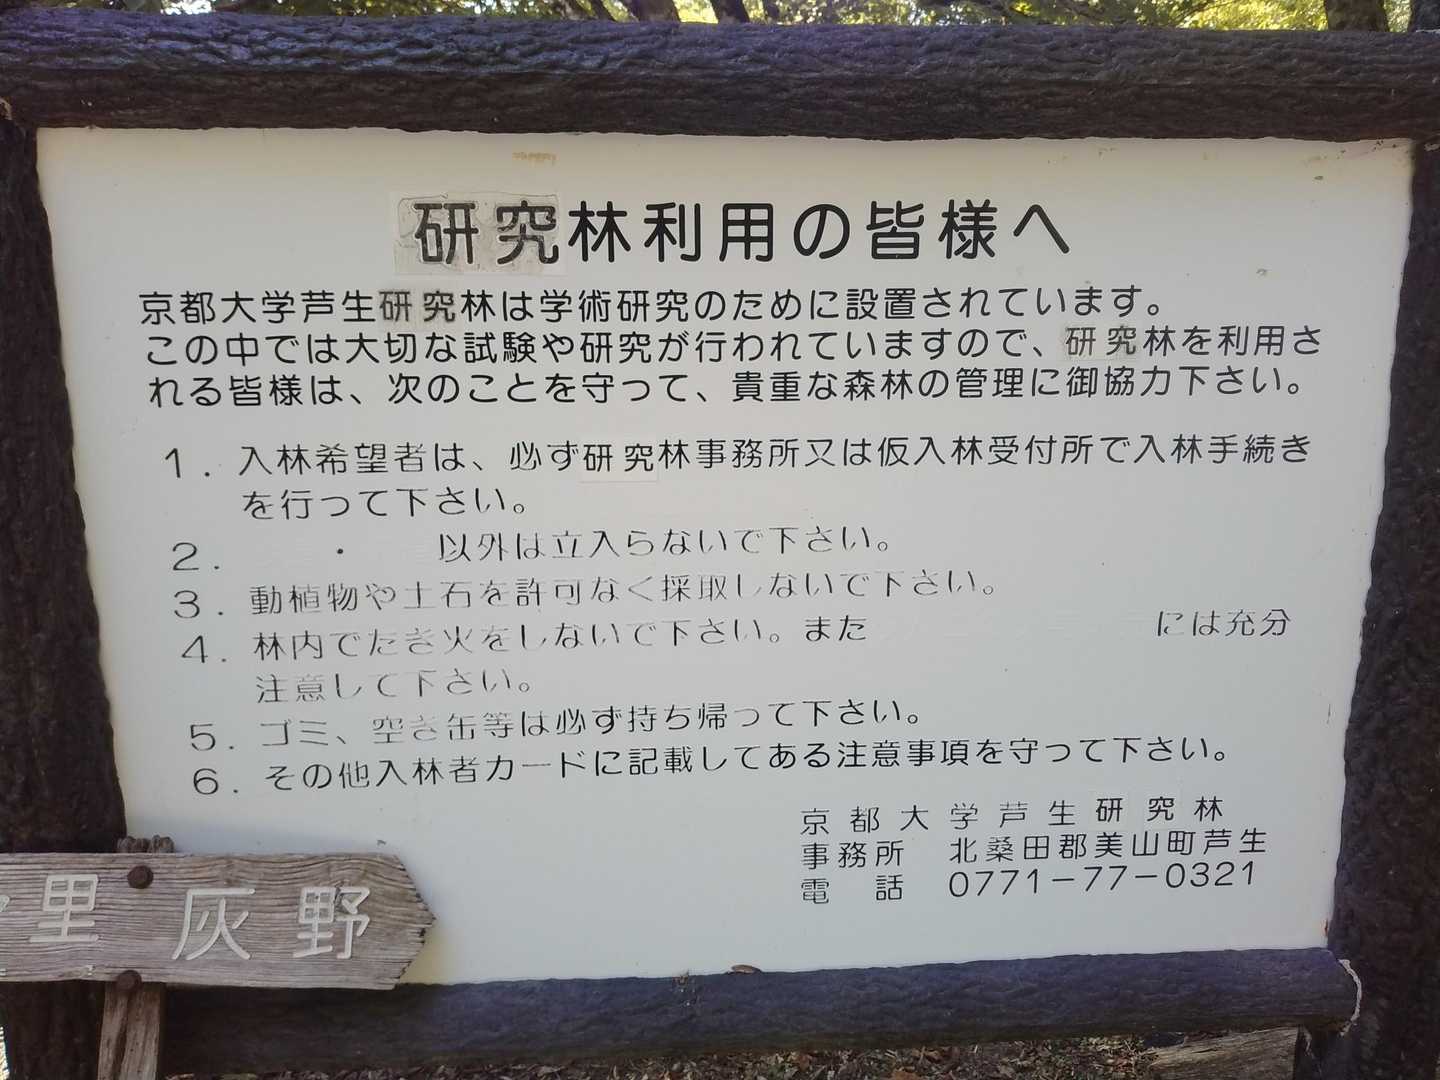 研究林利用の皆様へ
京都大学芦生研究林は学術研究のために設置されています。
この中では大切な試験や研究が行われていますので、研究林を利用さ
れる皆様は、次のことを守って、貴重な森林の管理に御協力下さい。
1. 入林希望者は、必ず研究林事務所又は仮入林受付所で入林手続き
を行って下さい。
2. ・ 以外は立入らないで下さい。
3. 動植物や土石を許可なく採取しないで下さい。
4. 林内でたき火をしないで下さい。また には充分
注意して下さい。
5. ゴミ、空き缶等は必ず持ち帰って下さい。
6. その他入林者カードに記載してある注意事項を守って下さい。
京都大学芦生研究林
事務所 北桑田郡美山町芦生
電話 0771-77-0321
里 灰野